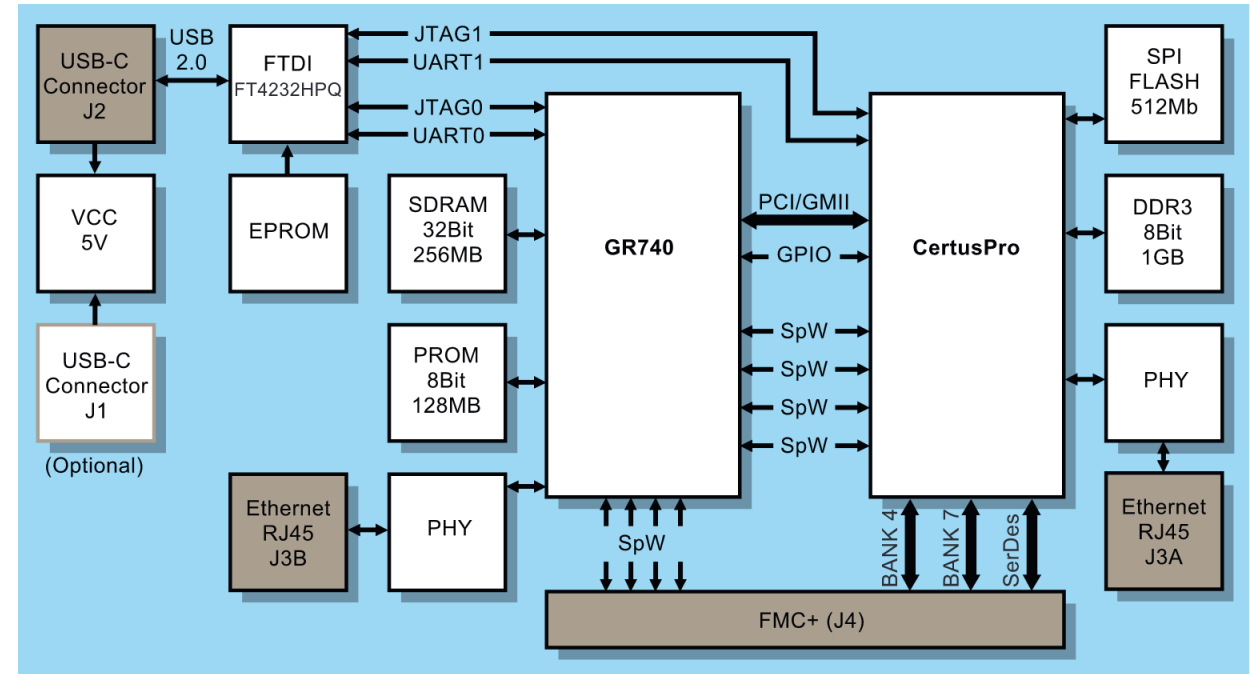 USB-C
Connector
J2
USB
2.0
FTDI
FT4232HPQ
JTAG1
UART1
JTAG0
UART0
SPI
FLASH
512Mb
VCC
5V
EPROM
SDRAM
32Bit
256MB
GR740
PCI/GMII
GPIO
CertusPro
DDR3
8Bit
1GB
USB-C
Connector
J1
(Optional)
PROM
8Bit
128MB
SpW
SpW
SpW
SpW
PHY
Ethernet
RJ45
J3B
PHY
SpW
BANK 4
BANK 7
SerDes
Ethernet
RJ45
J3A
FMC+ (J4)